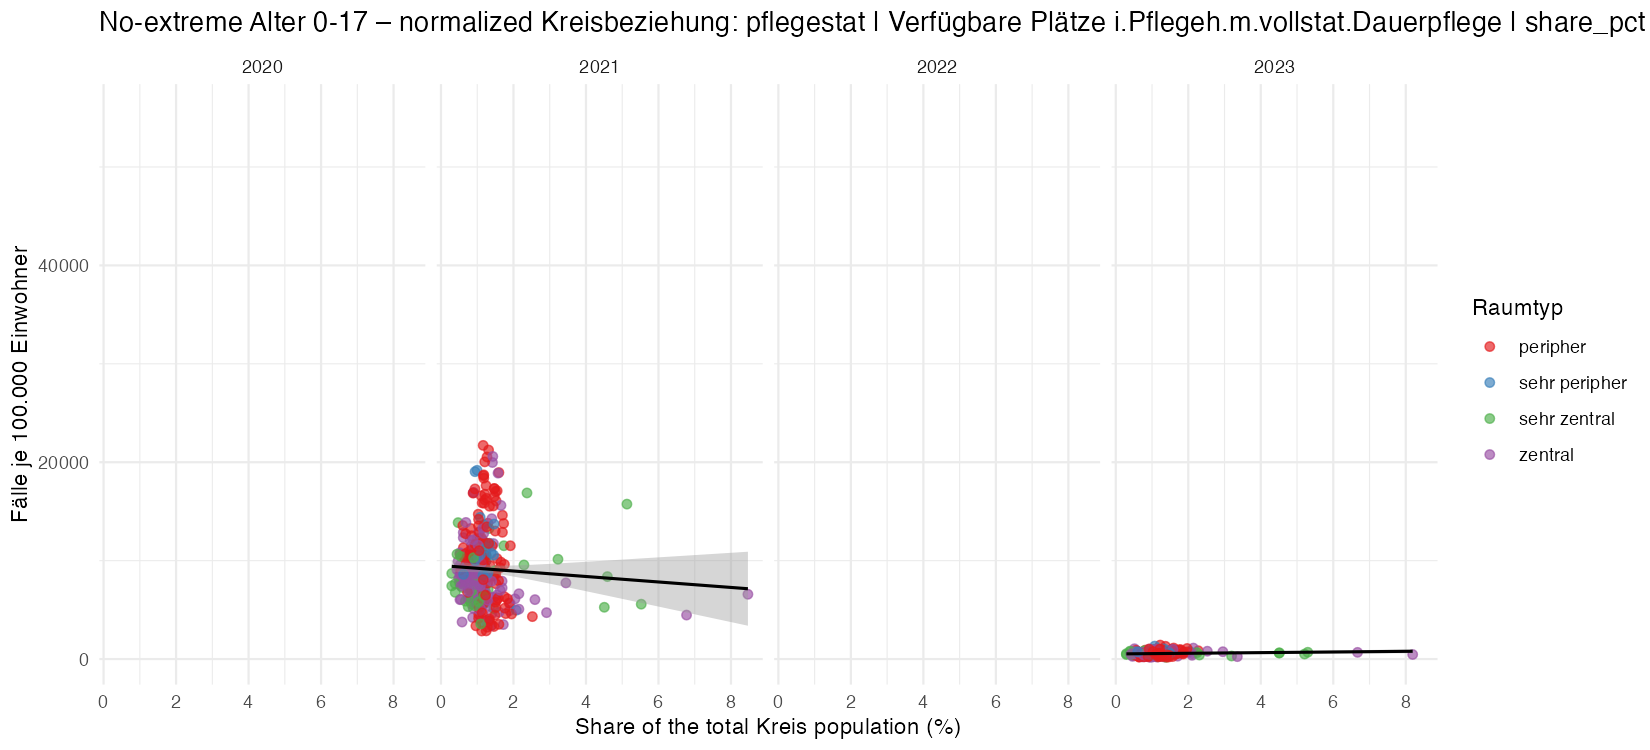 No-extreme Alter 0-17 – normalized Kreisbeziehung: pflegestat | Verfügbare Plätze i.Pflegeh.m.vollstat.Dauerpflege | share_pct
2020 2021 2022 2023
Fälle je 100.000 Einwohner
40000
20000
0
0 2 4 6 8 0 2 4 6 8 0 2 4 6 8 0 2 4 6 8
Share of the total Kreis population (%)
Raumtyp
peripher
sehr peripher
sehr zentral
zentral